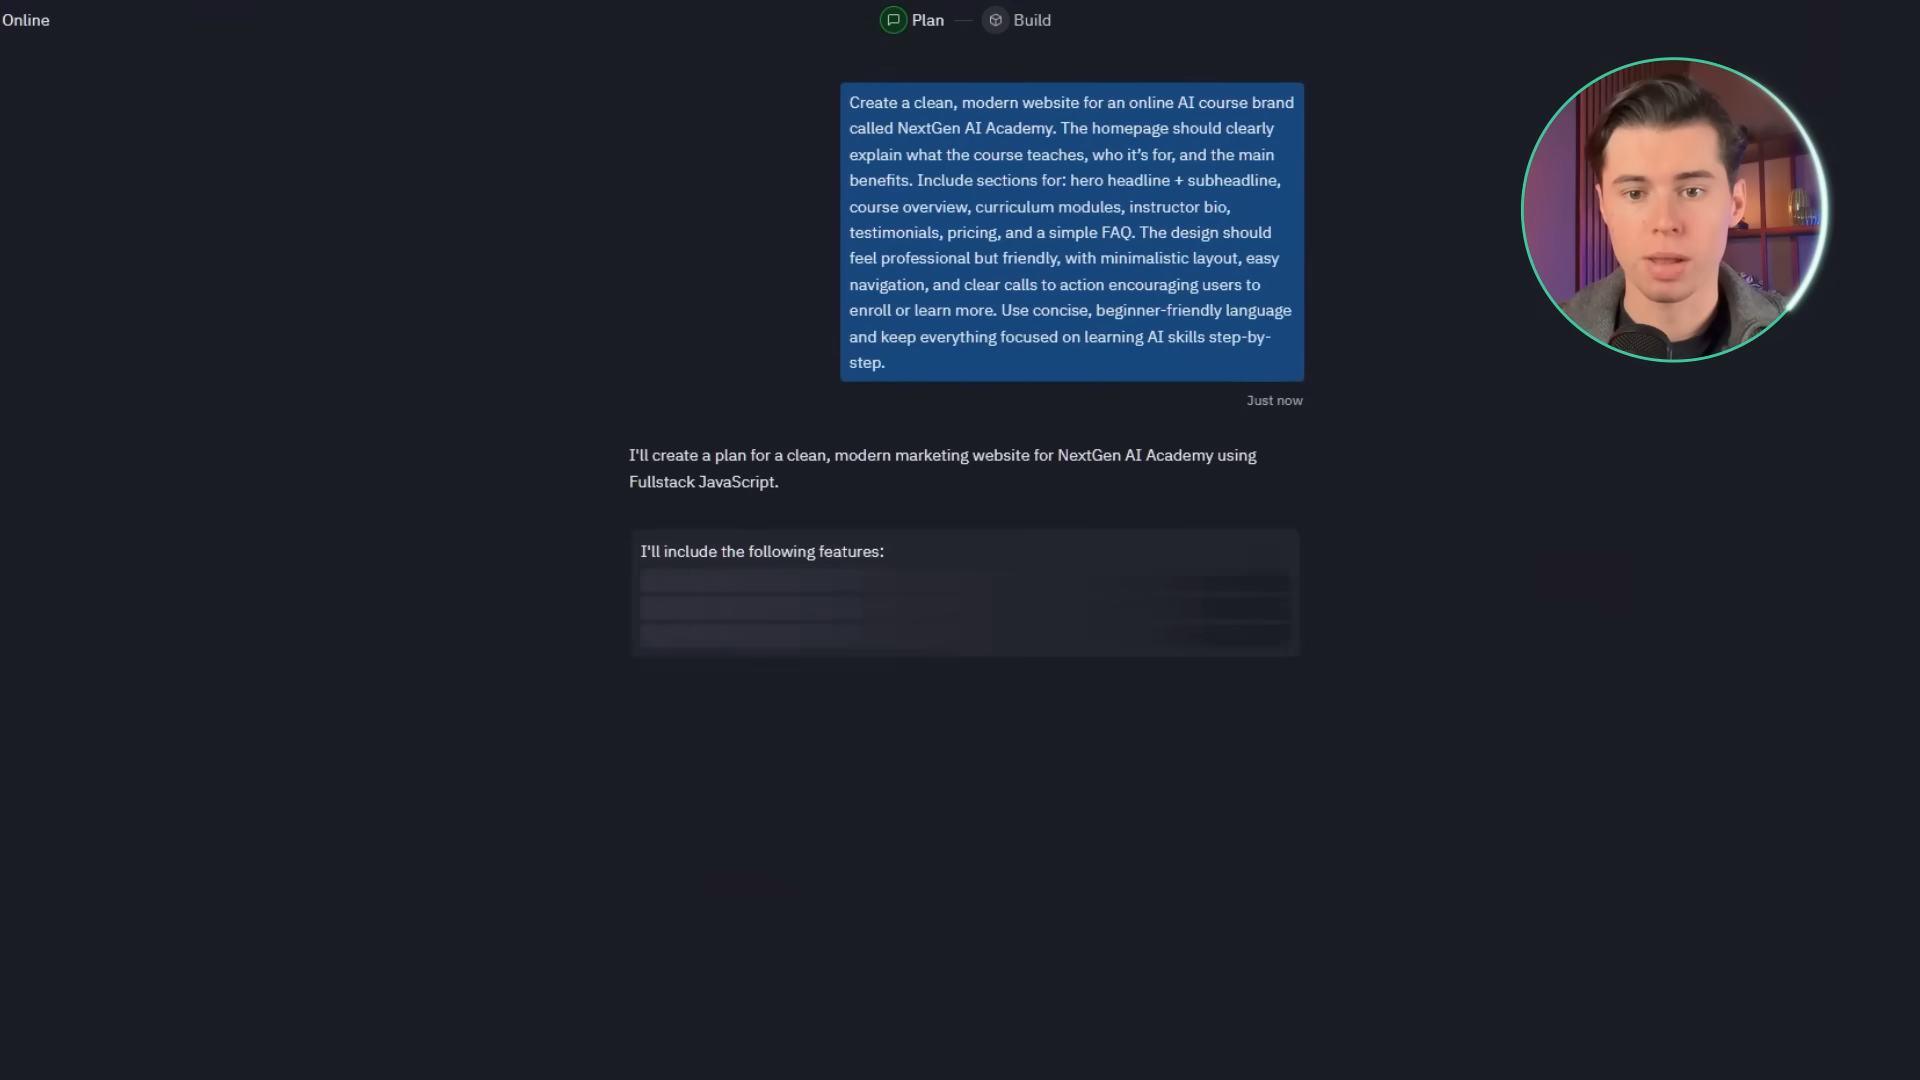 Online
Plan
Build
Create a clean, modern website for an online AI course brand
called NextGen AI Academy. The homepage should clearly
explain what the course teaches, who it’s for, and the main
benefits. Include sections for: hero headline + subheadline,
course overview, curriculum modules, instructor bio,
testimonials, pricing, and a simple FAQ. The design should
feel professional but friendly, with minimalistic layout, easy
navigation, and clear calls to action encouraging users to
enroll or learn more. Use concise, beginner-friendly language
and keep everything focused on learning AI skills step-by-
step.
Just now
I'll create a plan for a clean, modern marketing website for NextGen AI Academy using
Fullstack JavaScript.
I'll include the following features: